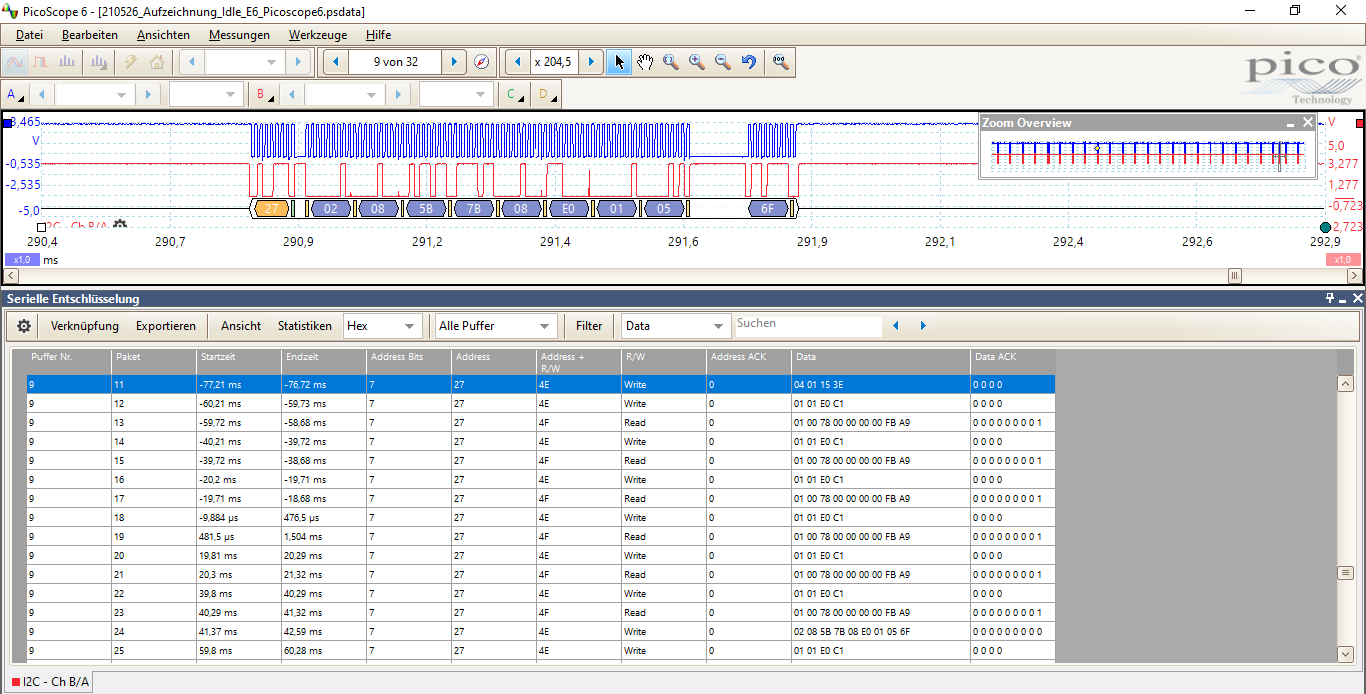 PicoScope 6 - [210526_Aufzeichnung_Idle_E6_Picoscope6.psdata]
Datei Bearbeiten Ansichten Messungen Werkzeuge Hilfe
9 von 32 x 204,5
A B C D
pico
Technology
3,465 Zoom Overview V
V 5,0
-0,535 3,277
-2,535 1,277
-5,0 27 02 08 5B 7B 08 E0 01 05 6F -0,723
I2C - Ch B/A -2,723
290,4 290,7 290,9 291,2 291,4 291,6 291,9 292,1 292,4 292,6 292,9
x1,0 ms x1,0
Serielle Entschlüsselung
Verknüpfung Exportieren Ansicht Statistiken Hex Alle Puffer Filter Data Suchen
Puffer Nr. Paket Startzeit Endzeit Address Bits Address Address + R/W R/W Address ACK Data Data ACK
9 11 -77,21 ms -76,72 ms 7 27 4E Write 0 04 01 15 3E 0 0 0 0
9 12 -60,21 ms -59,73 ms 7 27 4E Write 0 01 01 E0 C1 0 0 0 0
9 13 -59,72 ms -58,68 ms 7 27 4F Read 0 01 00 78 00 00 00 00 FB A9 0 0 0 0 0 0 0 0 1
9 14 -40,21 ms -39,72 ms 7 27 4E Write 0 01 01 E0 C1 0 0 0 0
9 15 -39,72 ms -38,68 ms 7 27 4F Read 0 01 00 78 00 00 00 00 FB A9 0 0 0 0 0 0 0 0 1
9 16 -20,2 ms -19,71 ms 7 27 4E Write 0 01 01 E0 C1 0 0 0 0
9 17 -19,71 ms -18,68 ms 7 27 4F Read 0 01 00 78 00 00 00 00 FB A9 0 0 0 0 0 0 0 0 1
9 18 -9,884 µs 476,5 µs 7 27 4E Write 0 01 01 E0 C1 0 0 0 0
9 19 481,5 µs 1,504 ms 7 27 4F Read 0 01 00 78 00 00 00 00 FB A9 0 0 0 0 0 0 0 0 1
9 20 19,81 ms 20,29 ms 7 27 4E Write 0 01 01 E0 C1 0 0 0 0
9 21 20,3 ms 21,32 ms 7 27 4F Read 0 01 00 78 00 00 00 00 FB A9 0 0 0 0 0 0 0 0 1
9 22 39,8 ms 40,29 ms 7 27 4E Write 0 01 01 E0 C1 0 0 0 0
9 23 40,29 ms 41,32 ms 7 27 4F Read 0 01 00 78 00 00 00 00 FB A9 0 0 0 0 0 0 0 0 1
9 24 41,37 ms 42,59 ms 7 27 4E Write 0 02 08 5B 7B 08 E0 01 05 6F 0 0 0 0 0 0 0 0 0
9 25 59,8 ms 60,28 ms 7 27 4E Write 0 01 01 E0 C1 0 0 0 0
I2C - Ch B/A